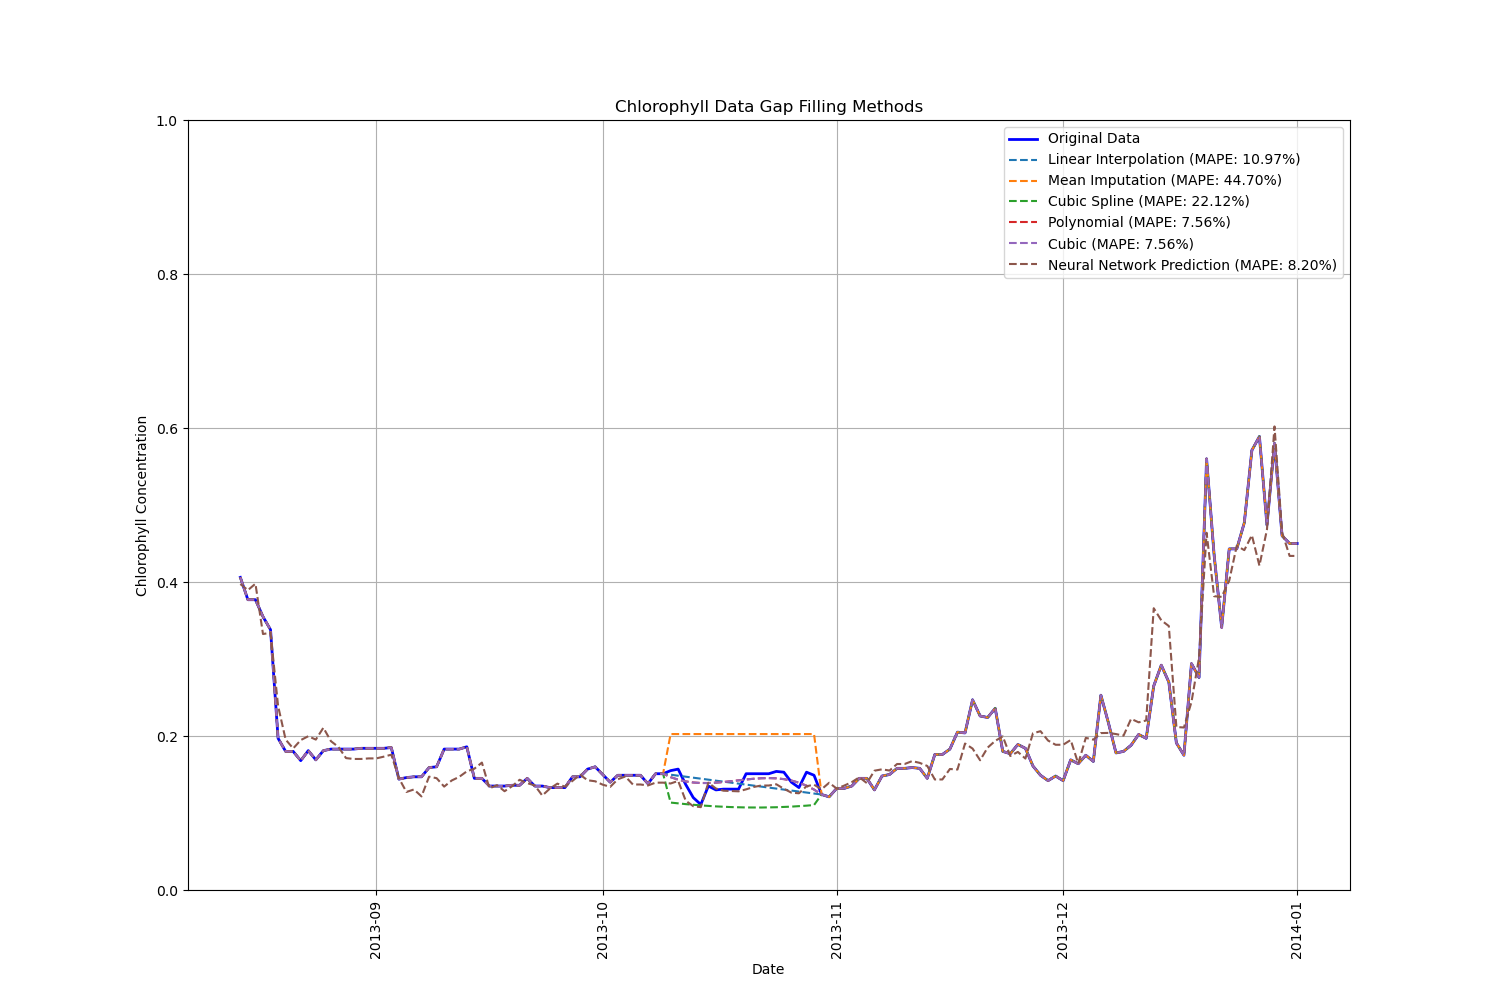 Chlorophyll Data Gap Filling Methods
1.0
0.8
0.6
0.4
0.2
0.0
Chlorophyll Concentration
Original Data
Linear Interpolation (MAPE: 10.97%)
Mean Imputation (MAPE: 44.70%)
Cubic Spline (MAPE: 22.12%)
Polynomial (MAPE: 7.56%)
Cubic (MAPE: 7.56%)
Neural Network Prediction (MAPE: 8.20%)
2013-09
2013-10
2013-11
2013-12
2014-01
Date